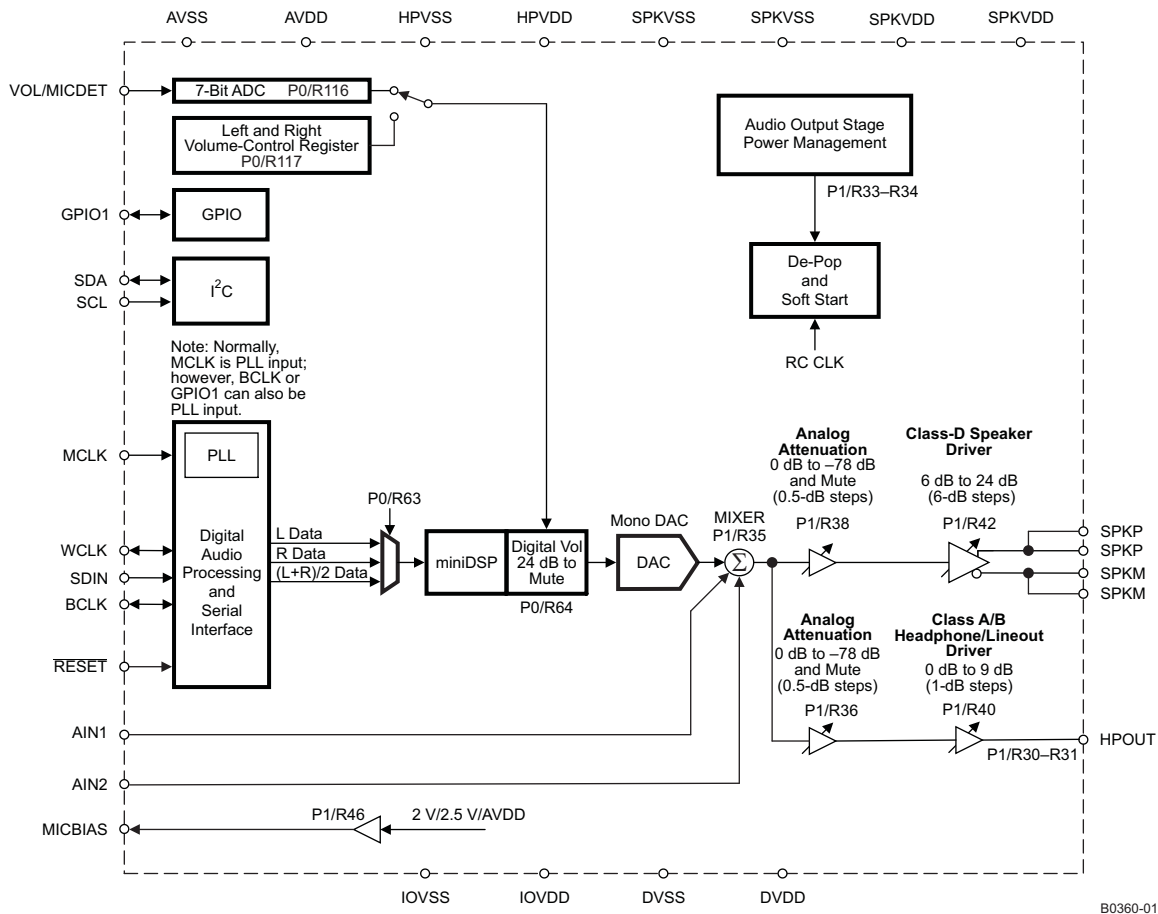 AVSS
AVDD
HPVSS
HPVDD
SPKVSS
SPKVSS
SPKVDD
SPKVDD
VOL/MICDET
7-Bit ADC P0/R116
Left and Right
Volume-Control Register
P0/R117
Audio Output Stage
Power Management
P1/R33–R34
GPIO1
GPIO
De-Pop
and
Soft Start
SDA
SCL
I²C
RC CLK
Note: Normally,
MCLK is PLL input;
however, BCLK or
GPIO1 can also be
PLL input.
MCLK
PLL
WCLK
SDIN
BCLK
RESET
Digital
Audio
Processing
and
Serial
Interface
L Data
R Data
(L+R)/2 Data
P0/R63
miniDSP
Digital Vol
24 dB to
Mute
P0/R64
Mono DAC
DAC
MIXER
P1/R35
Σ
Analog
Attenuation
0 dB to –78 dB
and Mute
(0.5-dB steps)
P1/R38
Class-D Speaker
Driver
6 dB to 24 dB
(6-dB steps)
P1/R42
SPKP
SPKP
SPKM
SPKM
Analog
Attenuation
0 dB to –78 dB
and Mute
(0.5-dB steps)
P1/R36
Class A/B
Headphone/Lineout
Driver
0 dB to 9 dB
(1-dB steps)
P1/R40
P1/R30–R31
HPOUT
AIN1
AIN2
MICBIAS
P1/R46
2 V/2.5 V/AVDD
IOVSS
IOVDD
DVSS
DVDD
B0360-01